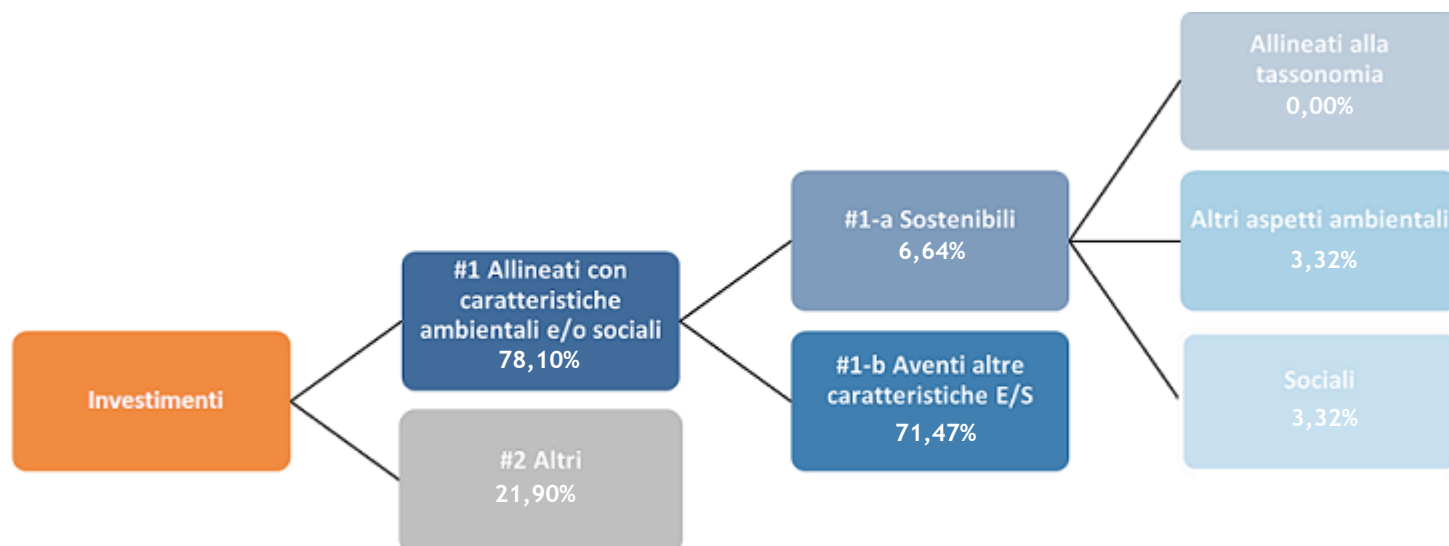 Investimenti
#1 Allineati con
caratteristiche
ambientali e/o sociali
78,10%
#2 Altri
21,90%
#1-a Sostenibili
6,64%
#1-b Aventi altre
caratteristiche E/S
71,47%
Allineati alla
tassonomia
0,00%
Altri aspetti ambientali
3,32%
Sociali
3,32%